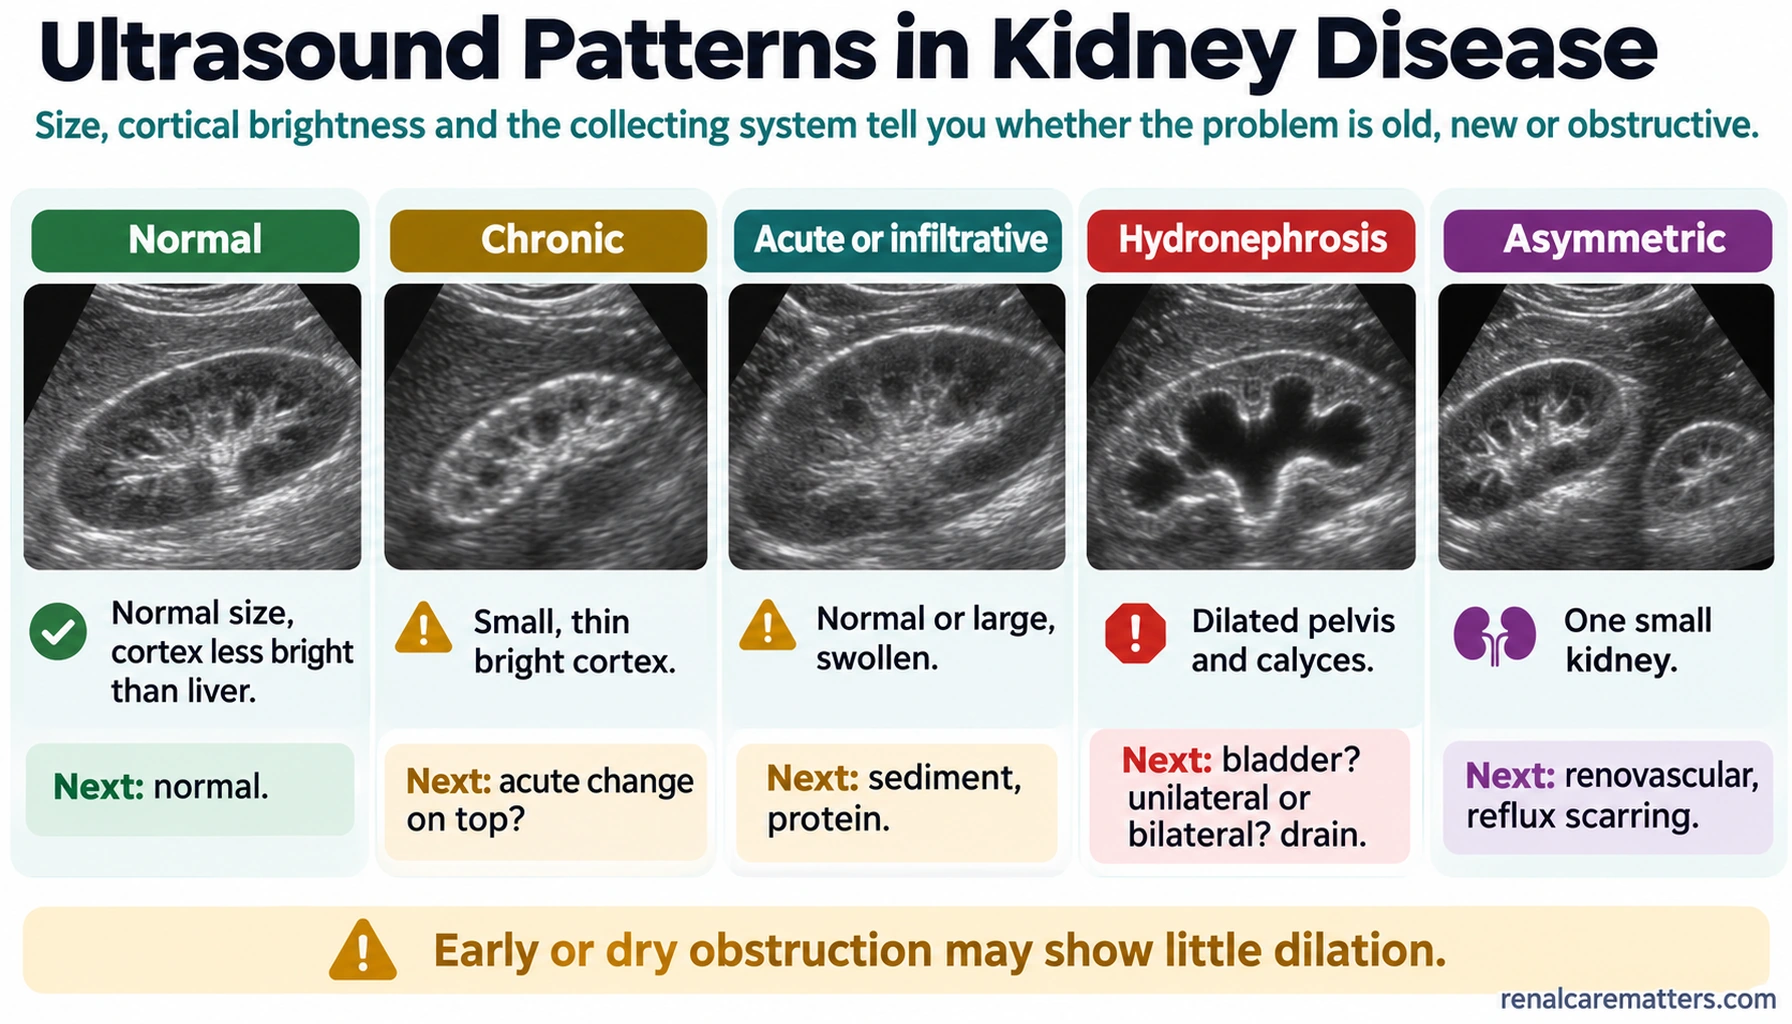 Ultrasound Patterns in Kidney Disease
Size, cortical brightness and the collecting system tell you whether the problem is old, new or obstructive.
Normal
Normal size,
cortex less bright
than liver.
Next: normal.
Chronic
Small, thin
bright cortex.
Next: acute change
on top?
Acute or infiltrative
Normal or large,
swollen.
Next: sediment,
protein.
Hydronephrosis
Dilated pelvis
and calyces.
Next: bladder?
unilateral or
bilateral? drain.
Asymmetric
One small
kidney.
Next: renovascular,
reflux scarring.
Early or dry obstruction may show little dilation.
renalcarematters.com